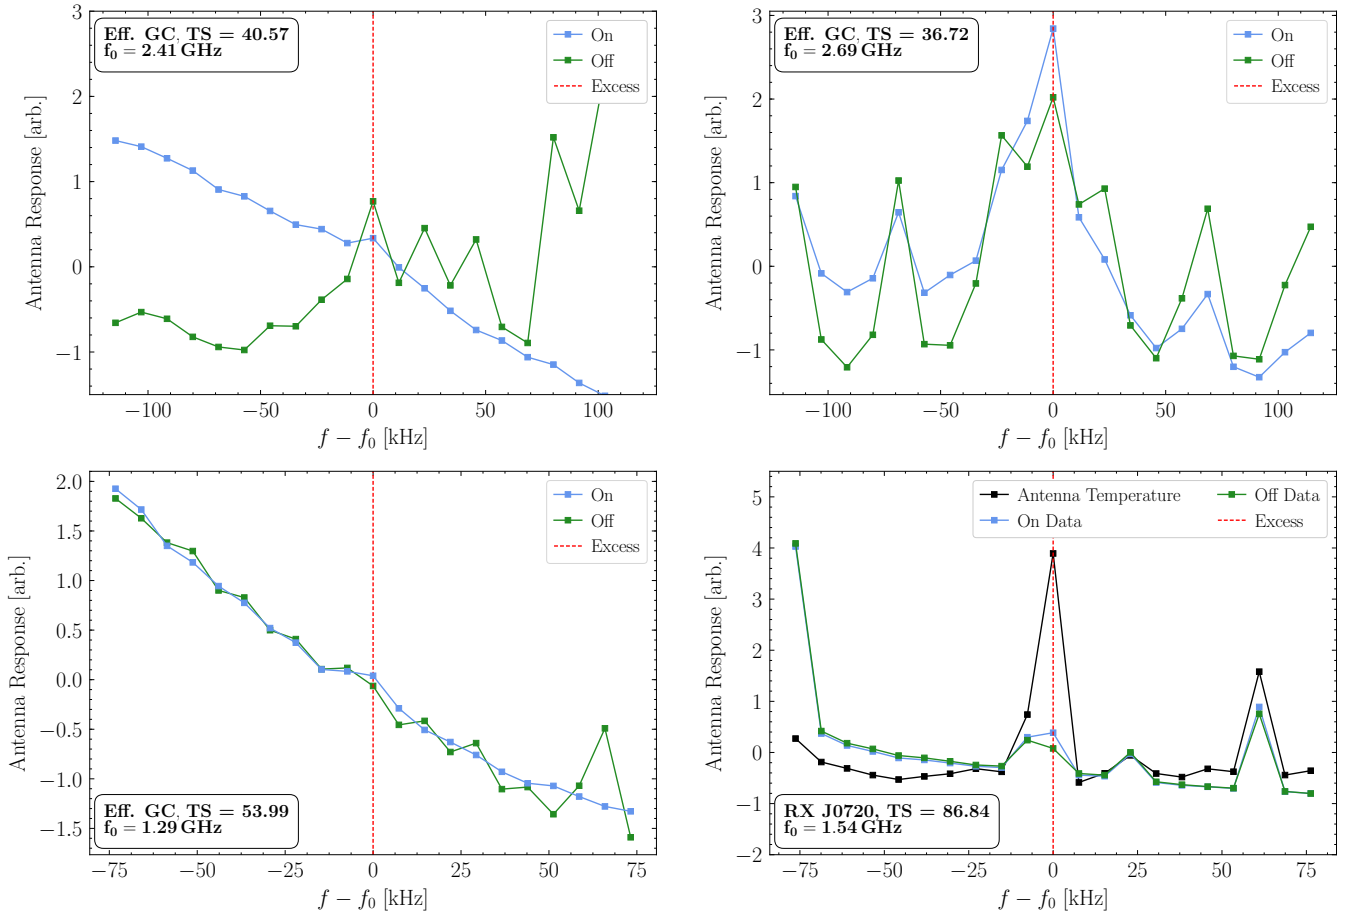 Eff. GC, TS = 40.57
f₀ = 2.41 GHz
On
Off
Excess
3
2
1
0
−1
Antenna Response [arb.]
−100 −50 0 50 100
f − f₀ [kHz]
Eff. GC, TS = 36.72
f₀ = 2.69 GHz
On
Off
Excess
3
2
1
0
−1
Antenna Response [arb.]
−100 −50 0 50 100
f − f₀ [kHz]
On
Off
Excess
2.0
1.5
1.0
0.5
0.0
−0.5
−1.0
−1.5
Antenna Response [arb.]
Eff. GC, TS = 53.99
f₀ = 1.29 GHz
−75 −50 −25 0 25 50 75
f − f₀ [kHz]
Antenna Temperature
On Data
Off Data
Excess
5
4
3
2
1
0
−1
−2
Antenna Response [arb.]
RX J0720, TS = 86.84
f₀ = 1.54 GHz
−75 −50 −25 0 25 50 75
f − f₀ [kHz]